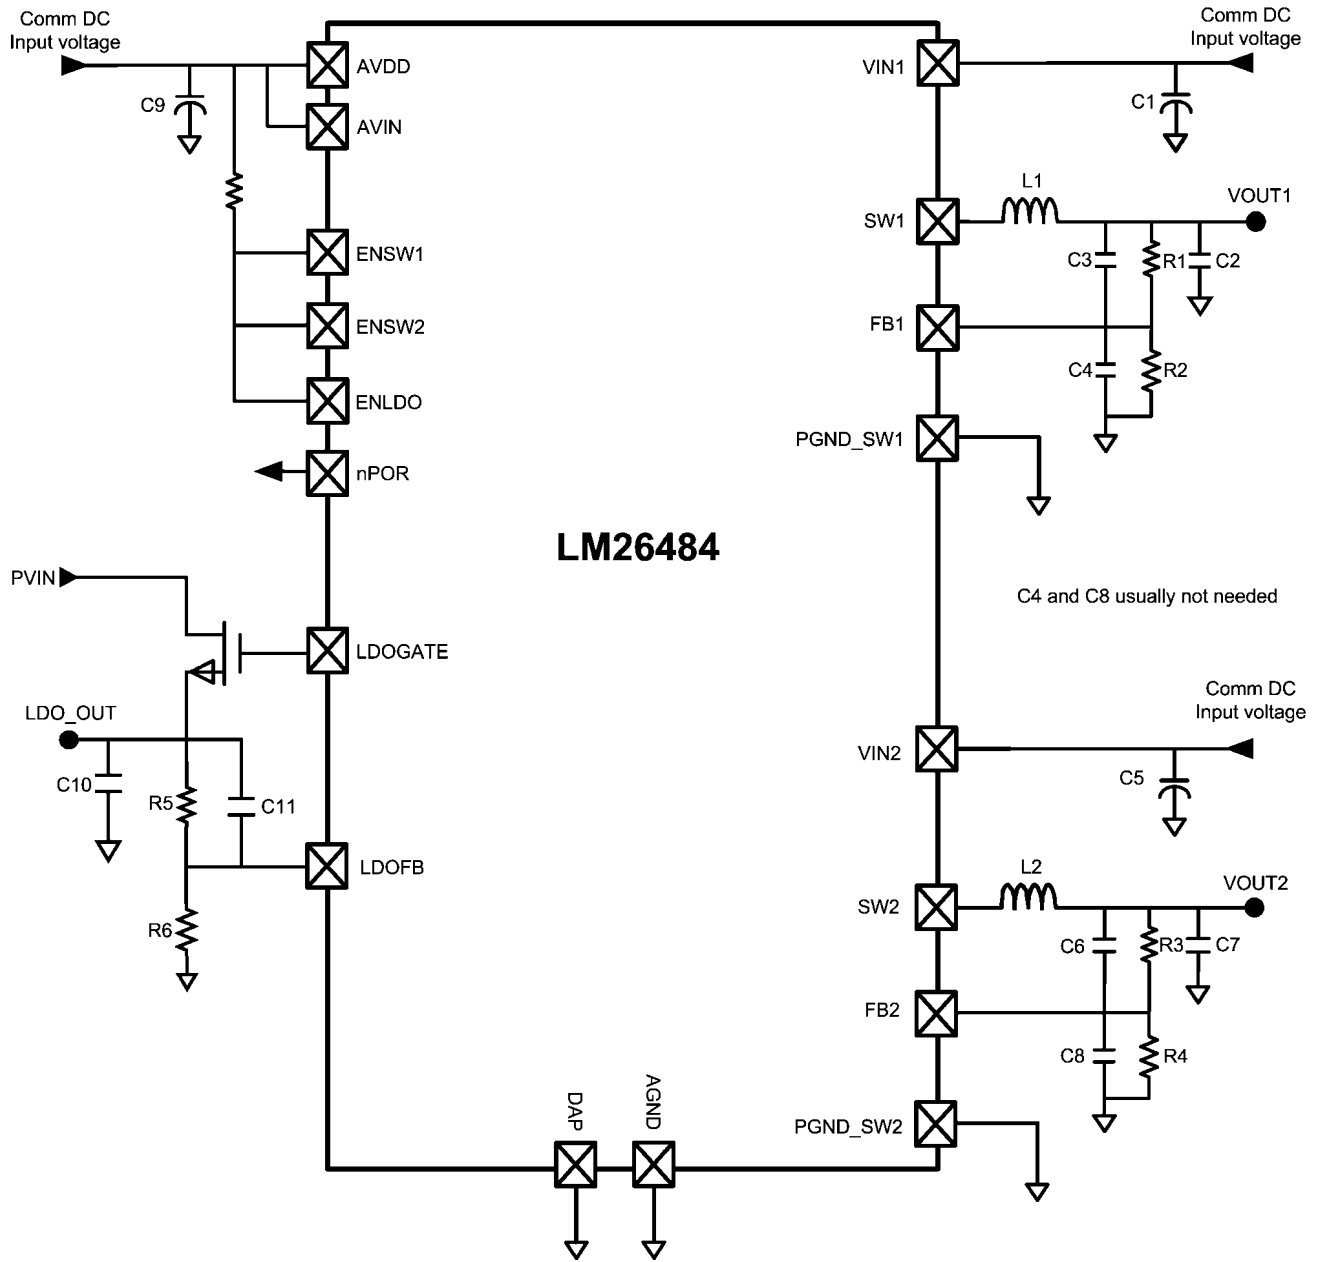 Comm DC
Input voltage
AVDD
C9
AVIN
ENSW1
ENSW2
ENLDO
nPOR
PVIN
LDOGATE
LDO_OUT
C10
R5
C11
LDOFB
R6
LM26484
DAP
AGND
Comm DC
Input voltage
VIN1
C1
L1
VOUT1
SW1
C3
R1
C2
FB1
C4
R2
PGND_SW1
C4 and C8 usually not needed
Comm DC
Input voltage
VIN2
C5
L2
VOUT2
SW2
C6
R3
C7
FB2
C8
R4
PGND_SW2